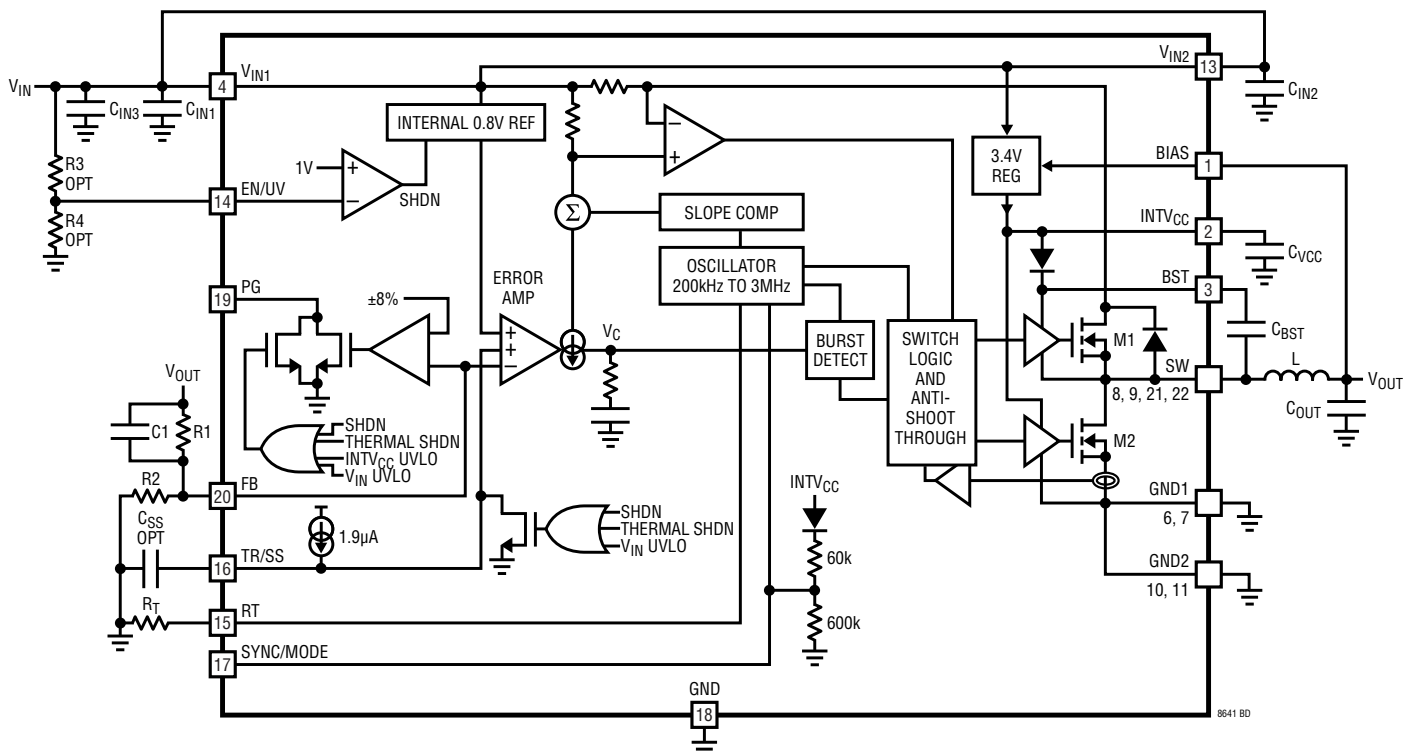 V_IN
4
V_IN1
V_IN2
13
C_IN3
C_IN1
C_IN2
INTERNAL 0.8V REF
R3
OPT
1V
+
–
SHDN
–
+
3.4V
REG
BIAS
1
14
EN/UV
R4
OPT
Σ
SLOPE COMP
INTV_CC
2
C_VCC
OSCILLATOR
200kHz TO 3MHz
19
PG
±8%
ERROR
AMP
+
+
–
V_C
BURST
DETECT
SWITCH
LOGIC
AND
ANTI-
SHOOT
THROUGH
BST
3
C_BST
M1
SW
8, 9, 21, 22
L
V_OUT
C_OUT
M2
V_OUT
C1
R1
SHDN
THERMAL SHDN
INTV_CC UVLO
V_IN UVLO
R2
20
FB
C_SS
OPT
1.9µA
SHDN
THERMAL SHDN
V_IN UVLO
INTV_CC
60k
600k
GND1
6, 7
GND2
10, 11
16
TR/SS
R_T
15
RT
17
SYNC/MODE
GND
18
8641 BD